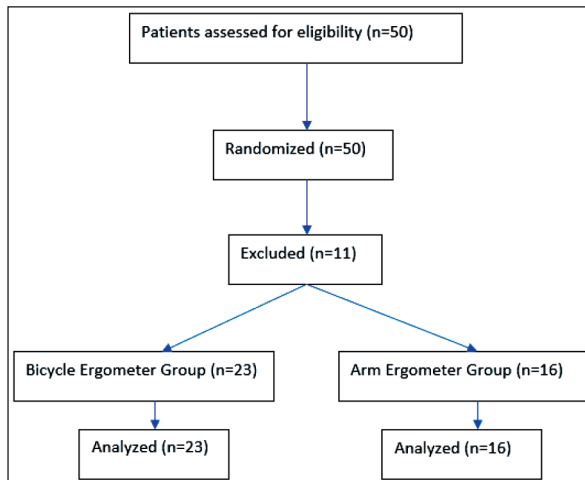 Patients assessed for eligibility (n=50)
Randomized (n=50)
Excluded (n=11)
Bicycle Ergometer Group (n=23)
Arm Ergometer Group (n=16)
Analyzed (n=23)
Analyzed (n=16)